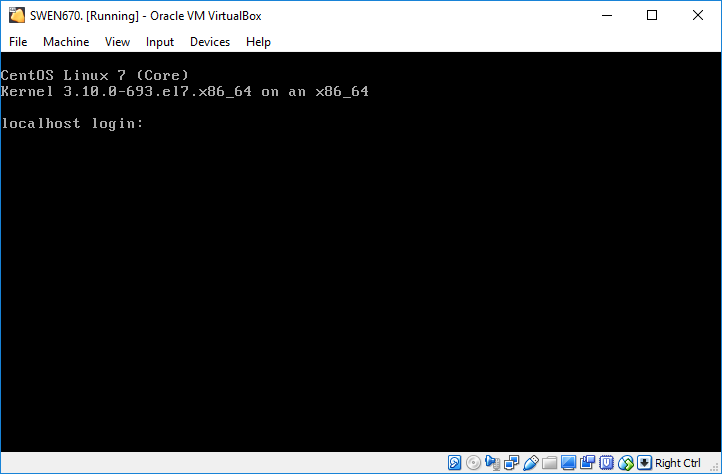 SWEN670. [Running] - Oracle VM VirtualBox
File Machine View Input Devices Help
CentOS Linux 7 (Core)
Kernel 3.10.0-693.el7.x86_64 on an x86_64
localhost login:
Right Ctrl